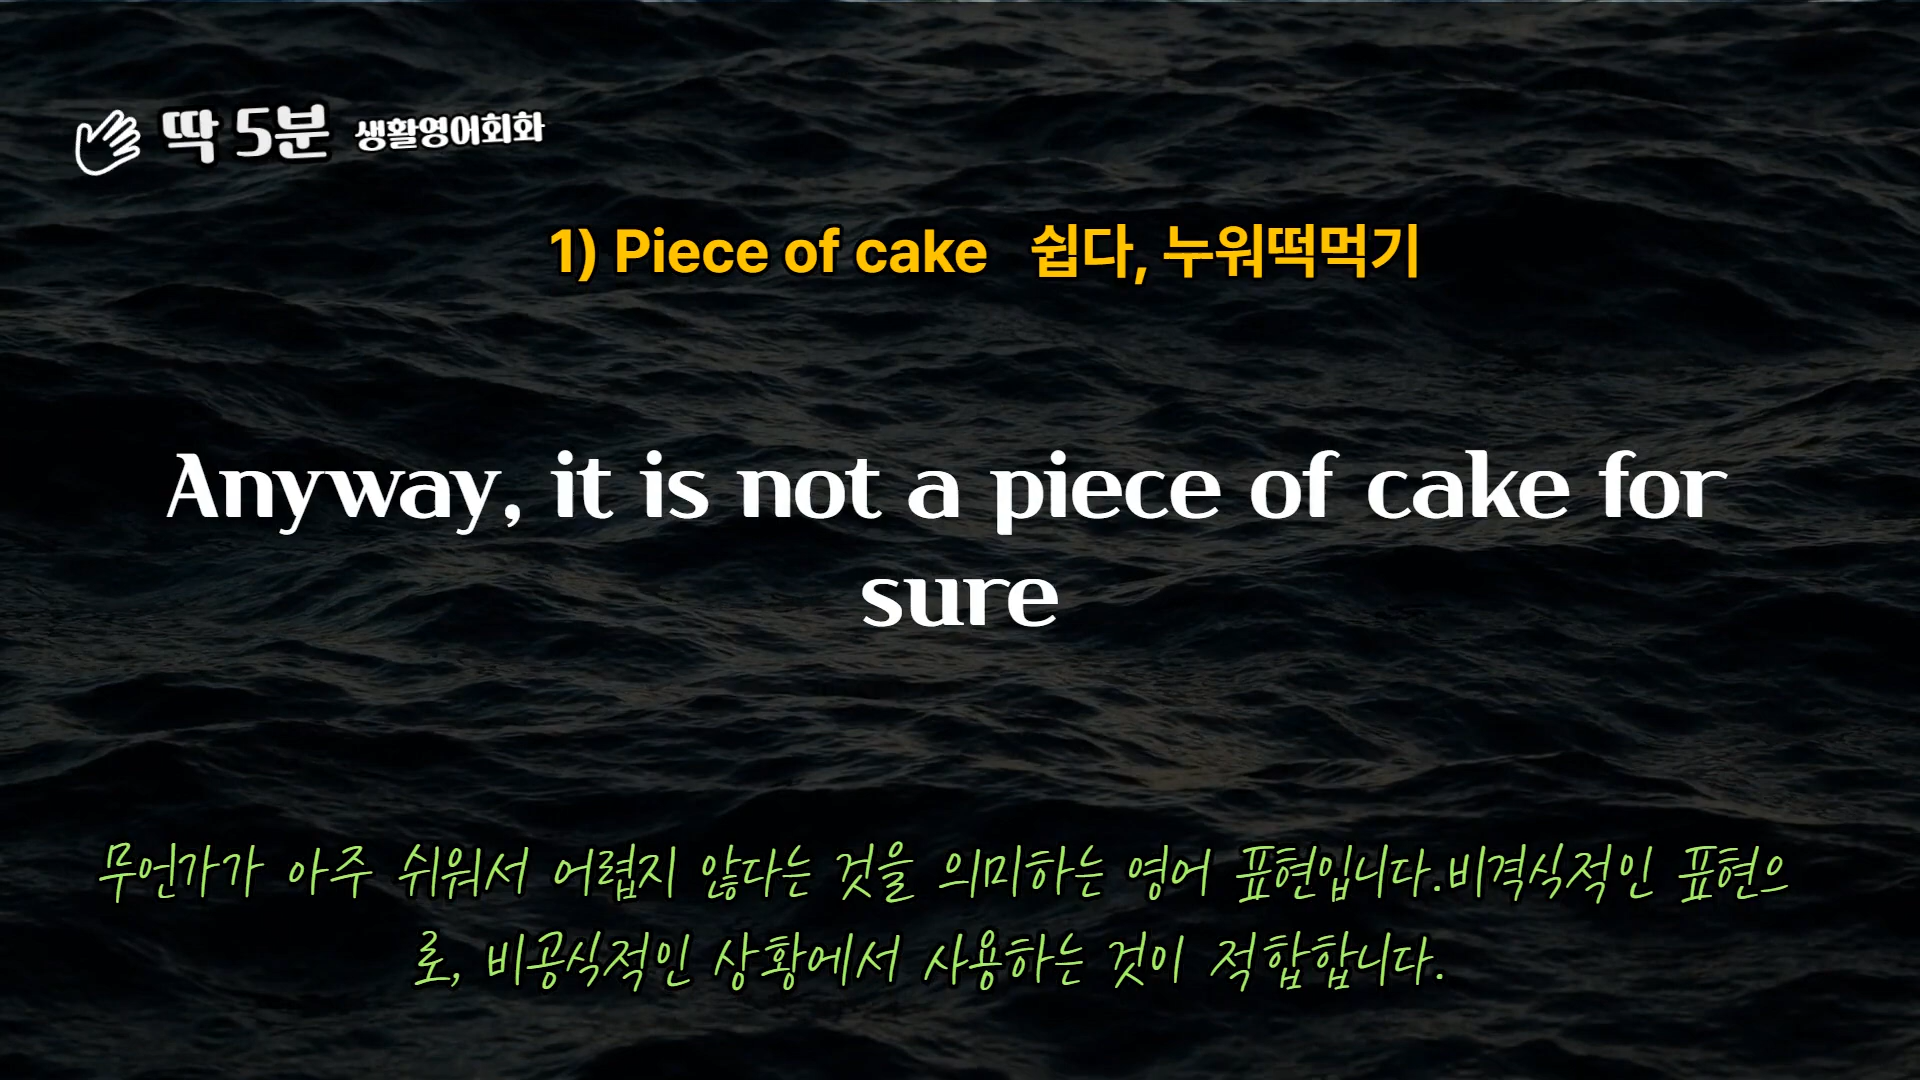 딱 5분 생활영어회화
1) Piece of cake 쉽다, 누워떡먹기
Anyway, it is not a piece of cake for
sure
무언가가 아주 쉬워서 어렵지 않다는 것을 의미하는 영어 표현입니다.비격식적인 표현으
로, 비공식적인 상황에서 사용하는 것이 적합합니다.